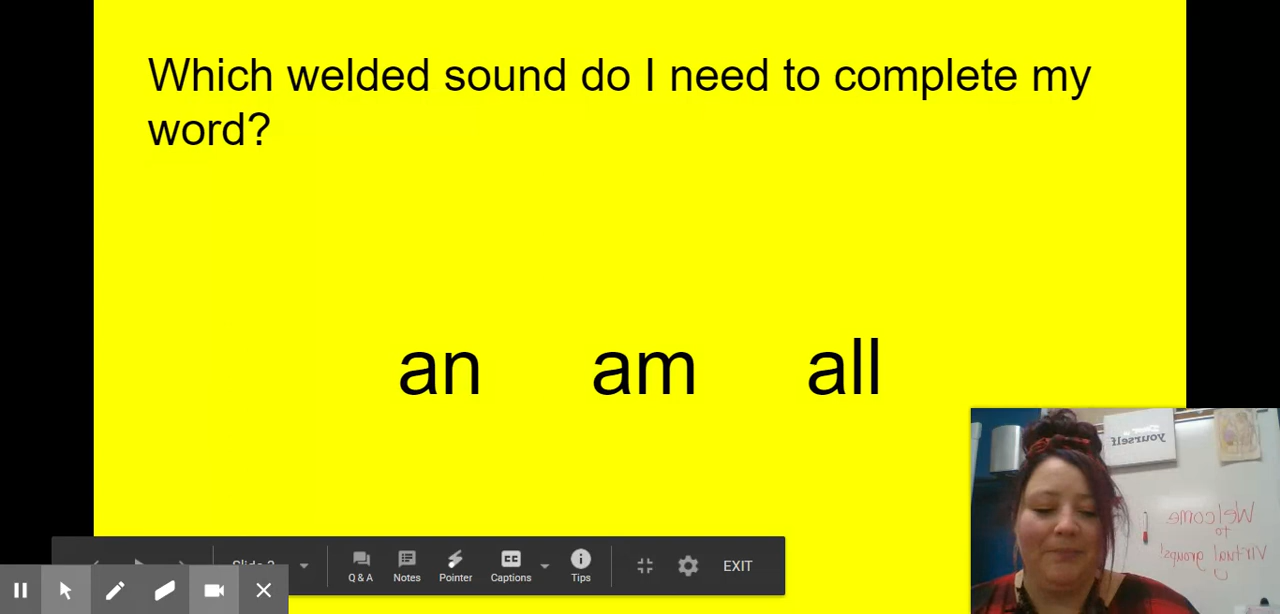 Which welded sound do I need to complete my
word?
an am all
yourself
Welcome
to
Virtual groups!
Q & A Notes Pointer Captions Tips EXIT
CC